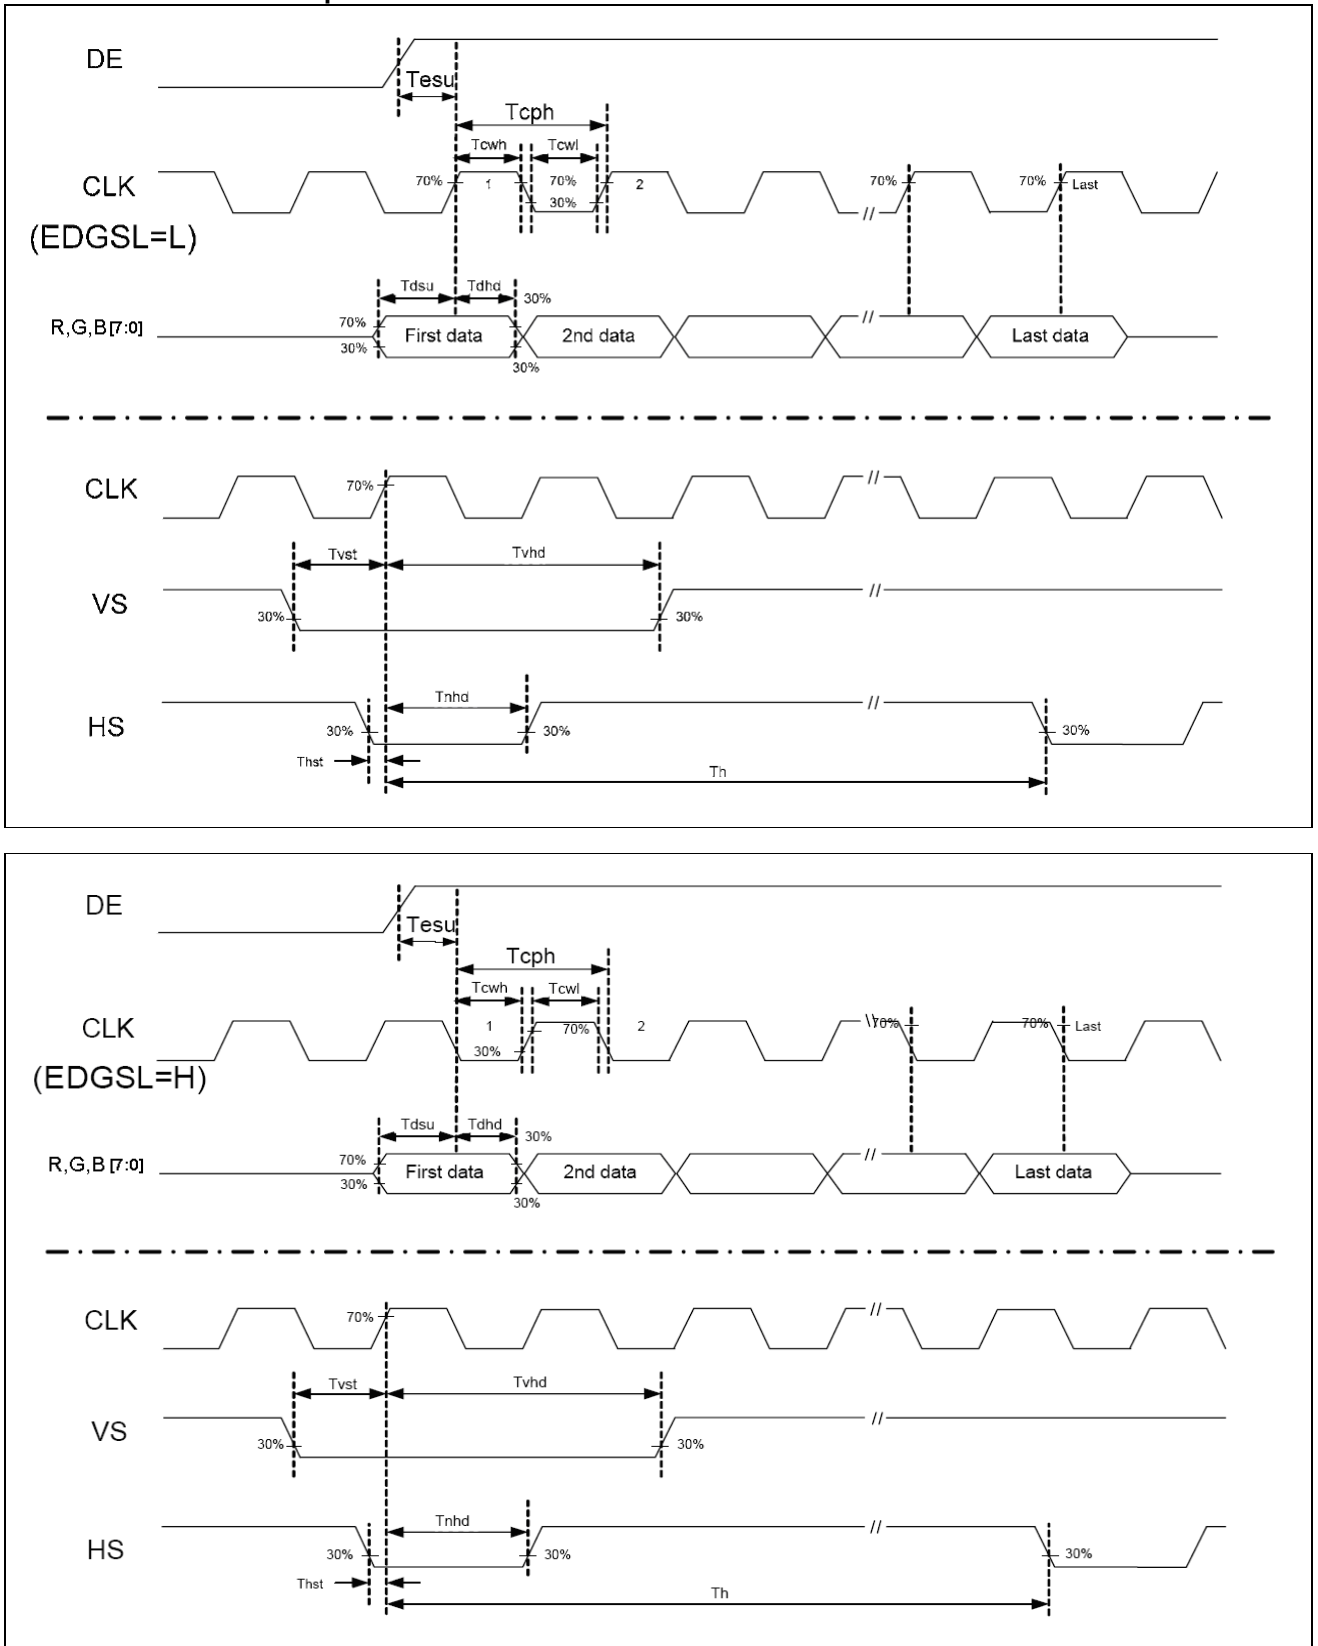 DE
Tesu
Tcph
Tcwh Tcwl
CLK 70% 1 70% 2 70% 70% Last
30%
(EDGSL=L) //
Tdsu Tdhd 30%
R,G,B[7:0] 70% First data 2nd data // Last data
30%
30%
CLK 70% //
Tvst Tvhd
VS 30% 30% //
Tnhd
HS 30% 30% // 30%
Thst
Th
DE
Tesu
Tcph
Tcwh Tcwl
CLK 1 70% 2 \\ 70% 70% Last
30%
(EDGSL=H)
Tdsu Tdhd 30%
R,G,B [7:0] 70% First data 2nd data // Last data
30%
30%
CLK 70% //
Tvst Tvhd
VS 30% 30% //
Tnhd
HS 30% 30% // 30%
Thst
Th